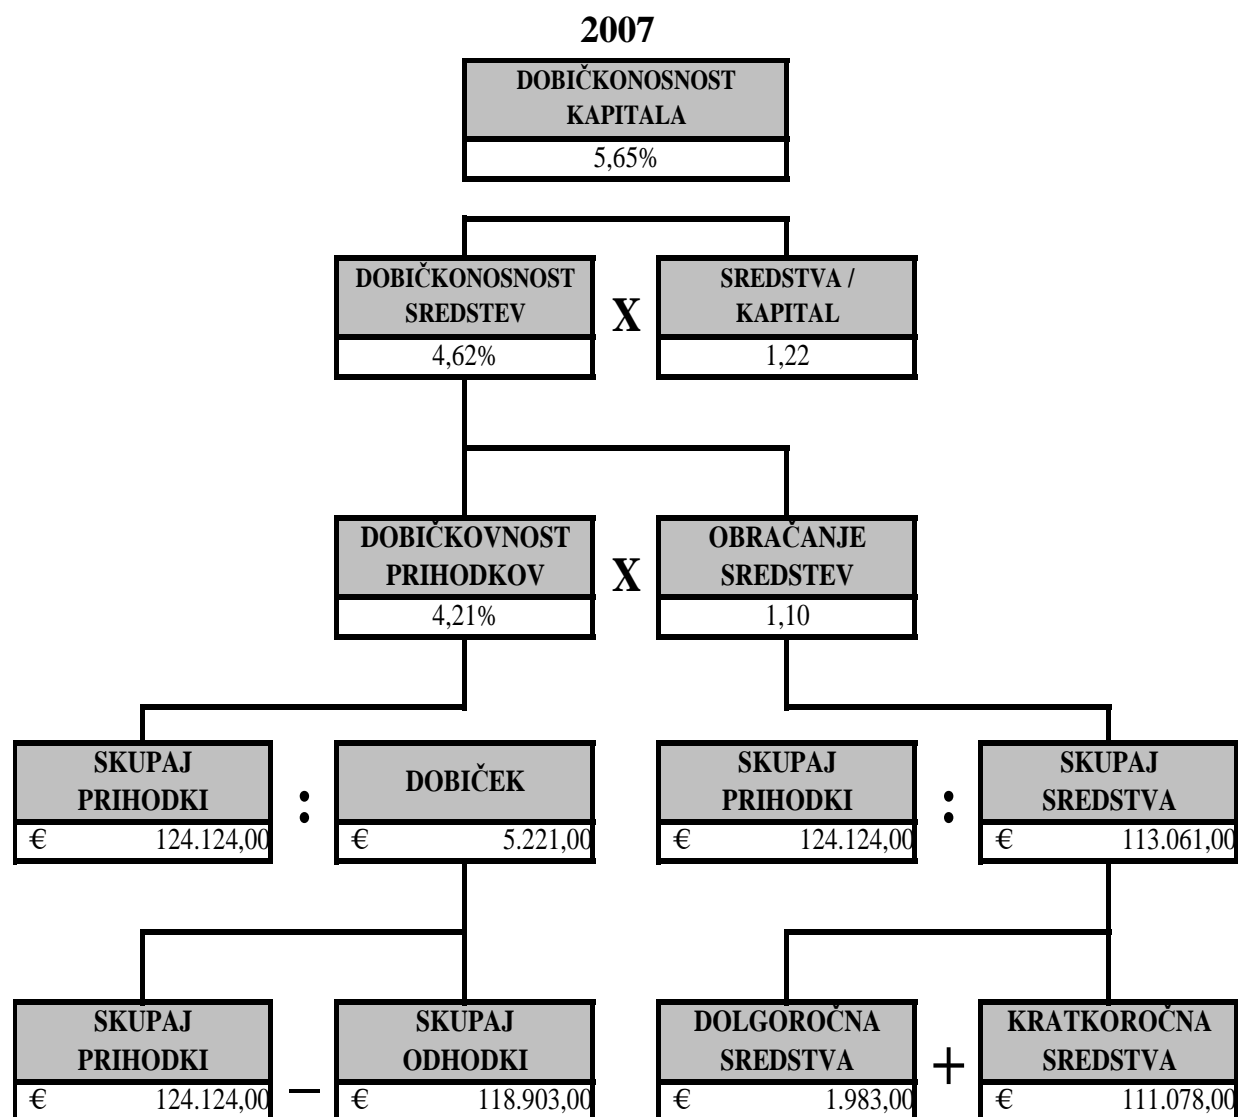 2007
DOBIČKONOSNOST
KAPITALA
5,65%
DOBIČKONOSNOST
SREDSTEV
4,62%
X
SREDSTVA /
KAPITAL
1,22
DOBIČKOVNOST
PRIHODKOV
4,21%
X
OBRAČANJE
SREDSTEV
1,10
SKUPAJ
PRIHODKI
€ 124.124,00
:
DOBIČEK
€ 5.221,00
SKUPAJ
PRIHODKI
€ 124.124,00
:
SKUPAJ
SREDSTVA
€ 113.061,00
SKUPAJ
PRIHODKI
€ 124.124,00
–
SKUPAJ
ODHODKI
€ 118.903,00
DOLGOROČNA
SREDSTVA
€ 1.983,00
+
KRATKOROČNA
SREDSTVA
€ 111.078,00